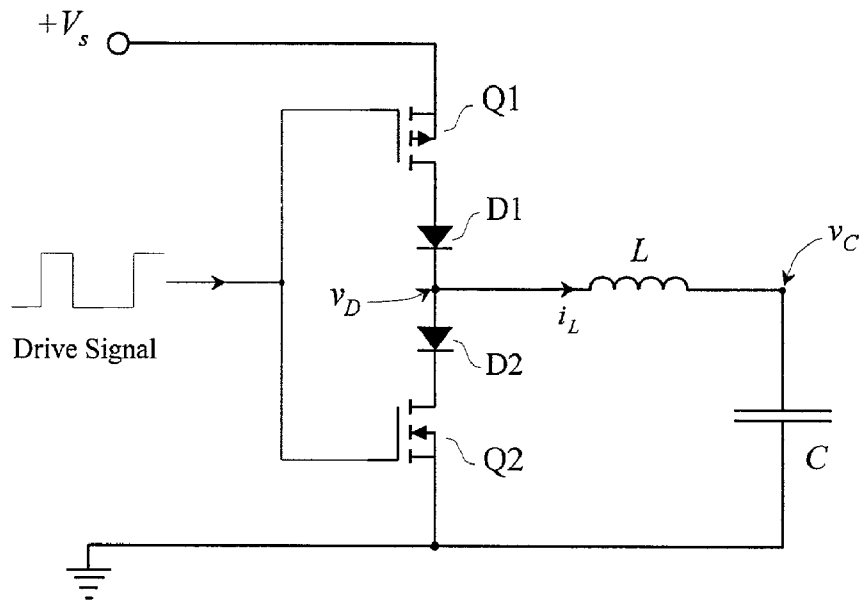 +V_s
Q1
D1
v_D
i_L
L
v_C
Drive Signal
D2
Q2
C